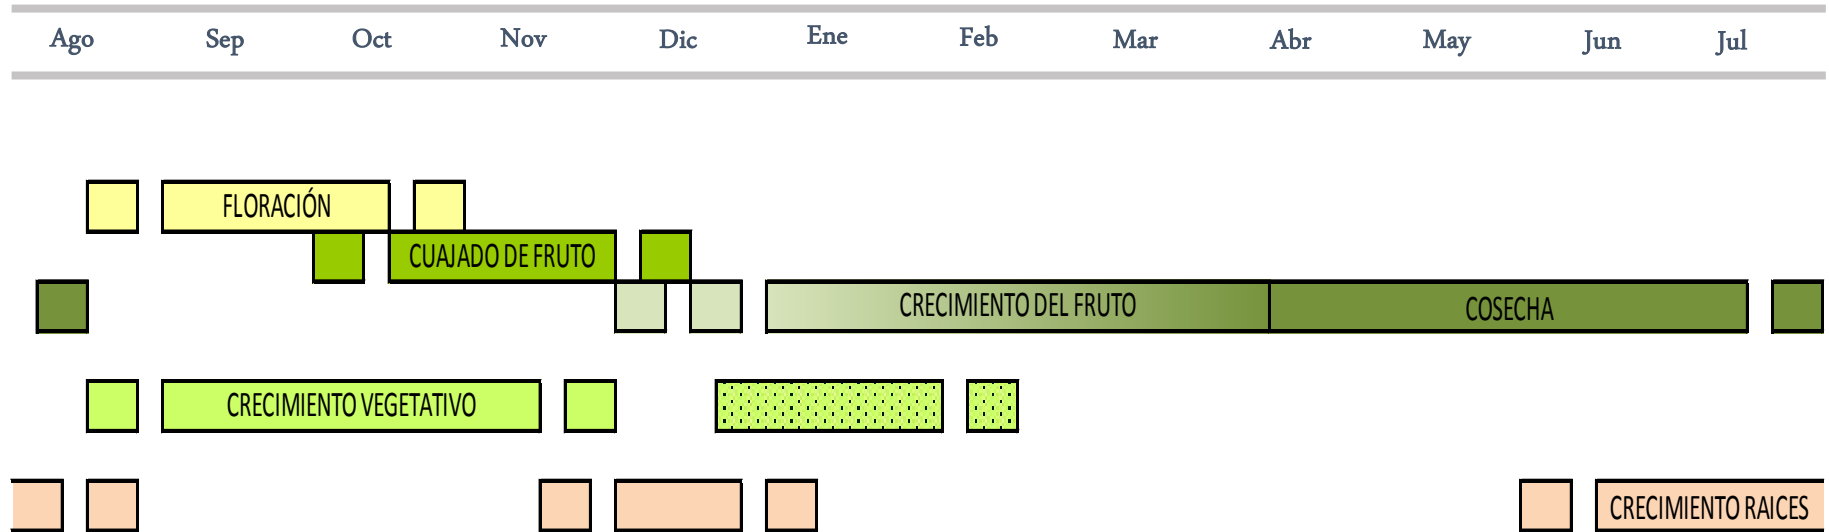 Ago Sep Oct Nov Dic Ene Feb Mar Abr May Jun Jul
FLORACIÓN
CUAJADO DE FRUTO
CRECIMIENTO DEL FRUTO COSECHA
CRECIMIENTO VEGETATIVO
CRECIMIENTO RAICES